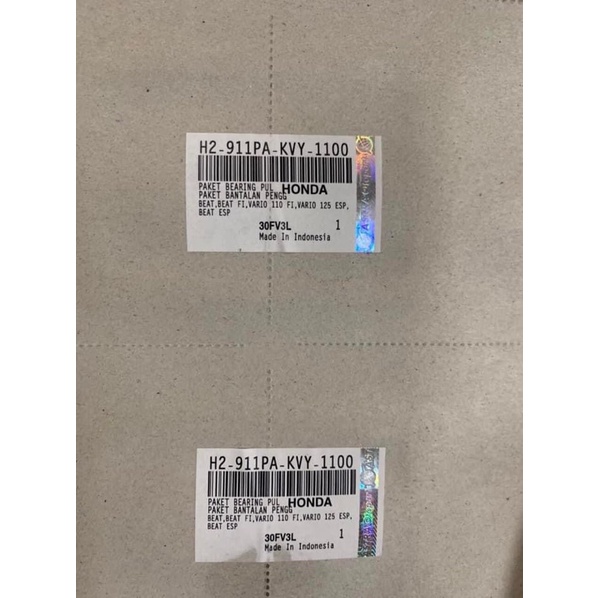 H2-911PA-KVY-1100
PAKET BEARING PUL HONDA
PAKET BANTALAN PENGG
BEAT,BEAT FI,VARIO 110 FI,VARIO 125 ESP,
BEAT ESP
30FV3L 1
Made In Indonesia
H2-911PA-KVY-1100
PAKET BEARING PUL HONDA
PAKET BANTALAN PENGG
BEAT,BEAT FI,VARIO 110 FI,VARIO 125 ESP,
BEAT ESP
30FV3L 1
Made In Indonesia